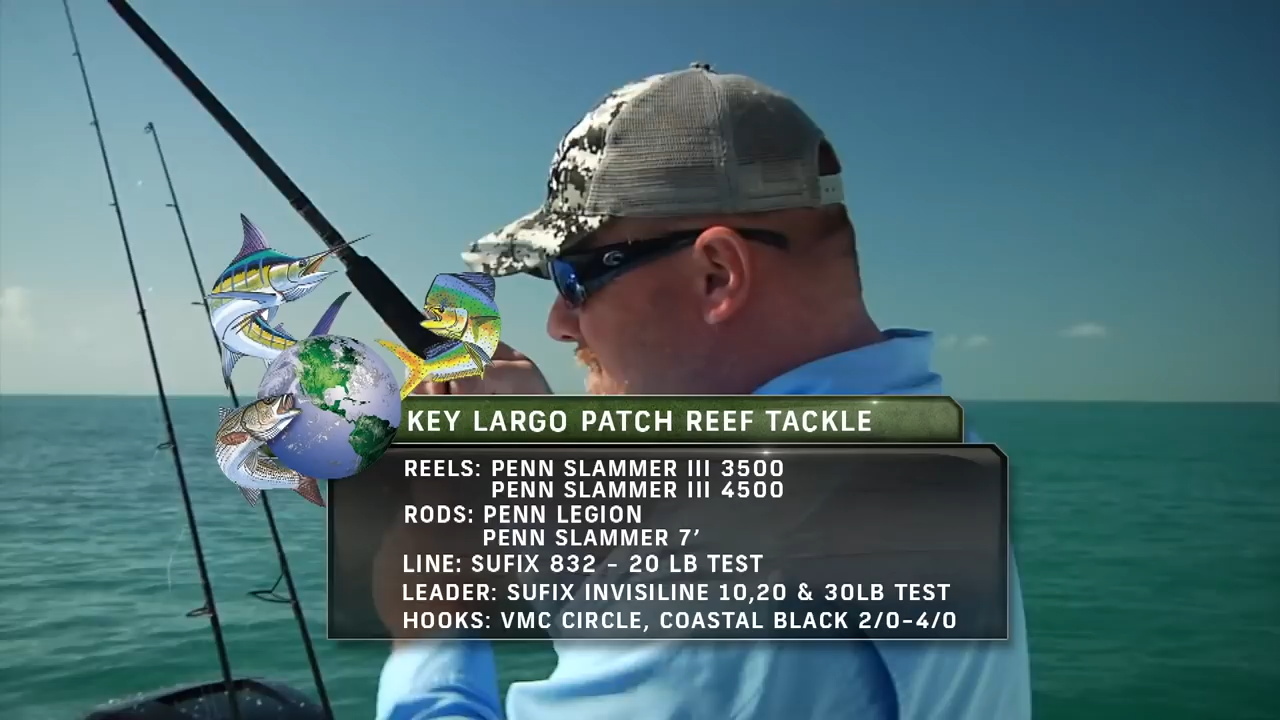 KEY LARGO PATCH REEF TACKLE
REELS: PENN SLAMMER III 3500
PENN SLAMMER III 4500
RODS: PENN LEGION
PENN SLAMMER 7'
LINE: SUFIX 832 - 20 LB TEST
LEADER: SUFIX INVISILINE 10,20 & 30LB TEST
HOOKS: VMC CIRCLE, COASTAL BLACK 2/0-4/0